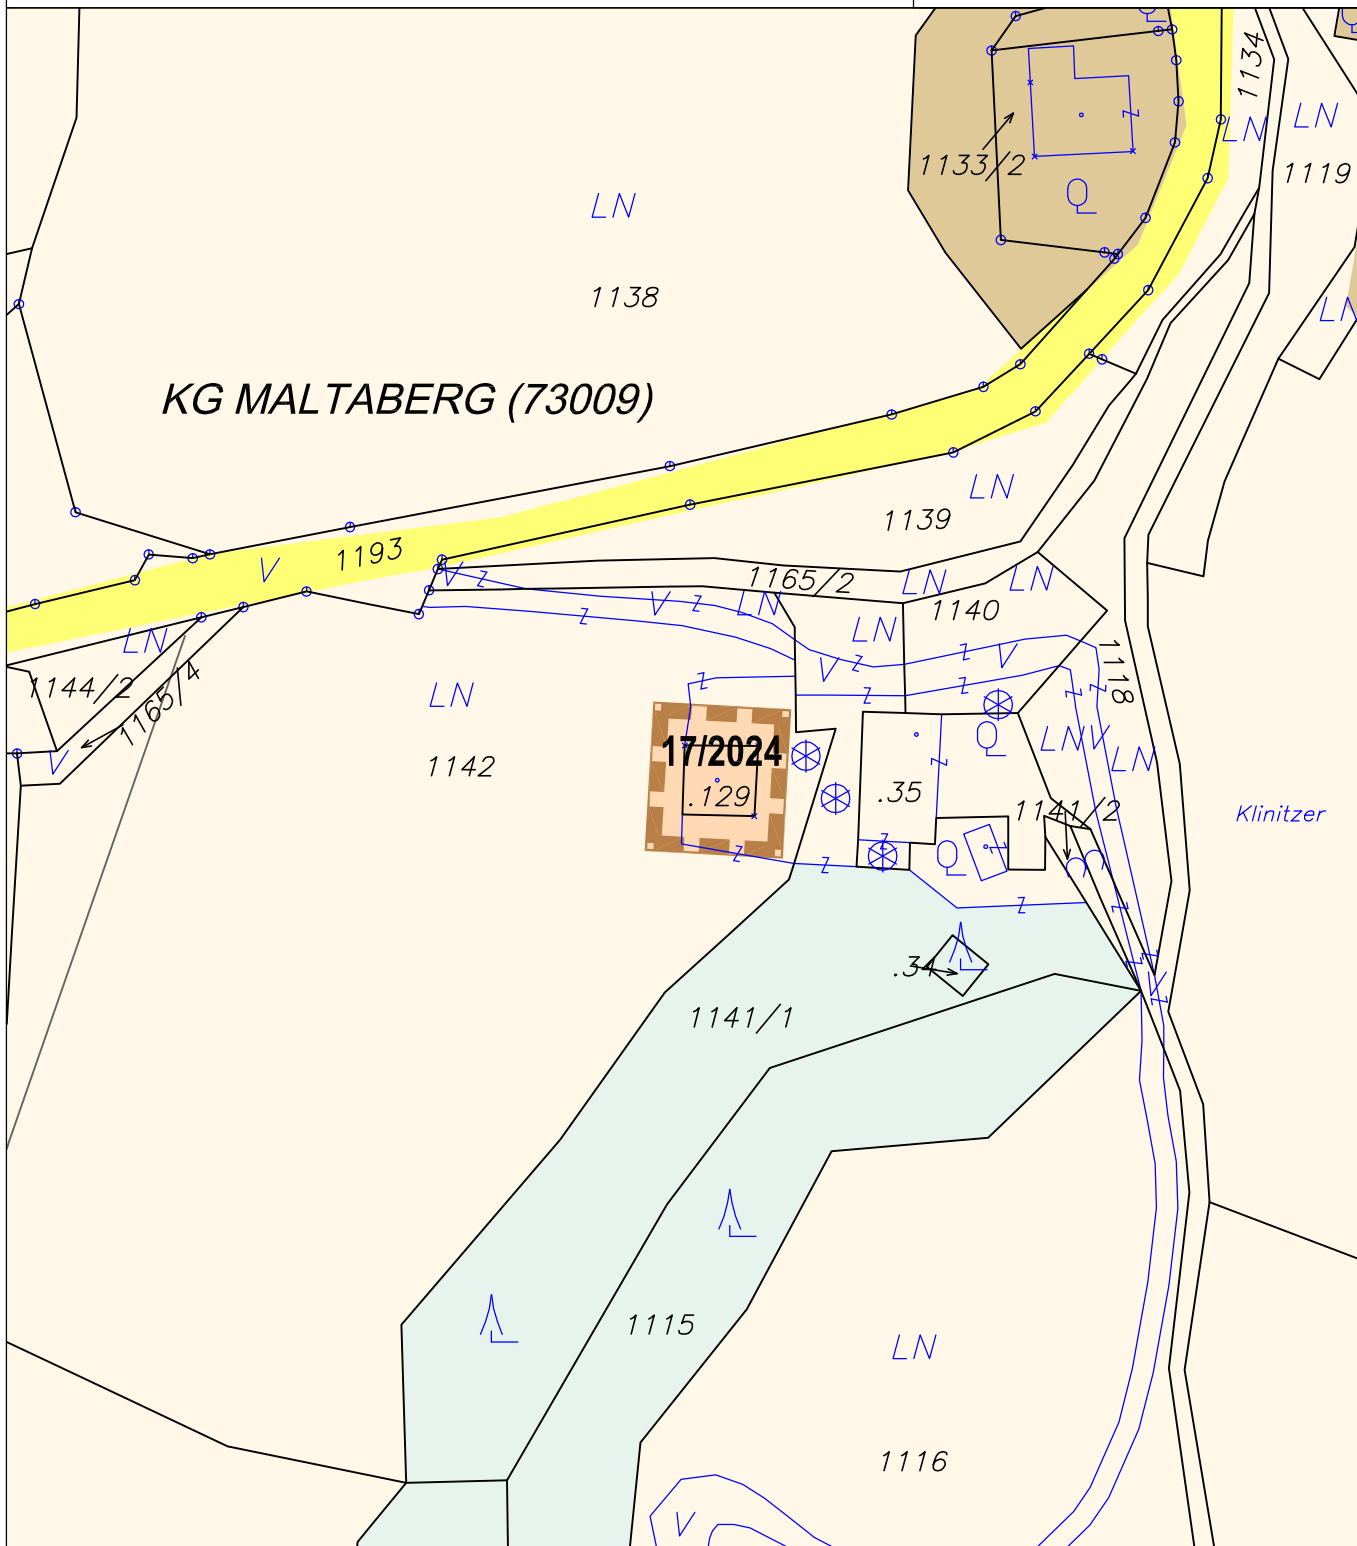 1134
LN
LN
1133/2
1119
LN
1138
LN
KG MALTABERG (73009)
LN
1139
1193
V
V
1165/2
LN
LN
V
LN
1140
LN
LN
V
V
1118
1144/2
1165/4
LN
LN
V
LN
17/2024
V
1142
.129
.35
1141/2
Klinitzer
.34
V
1141/1
1115
LN
1116
V